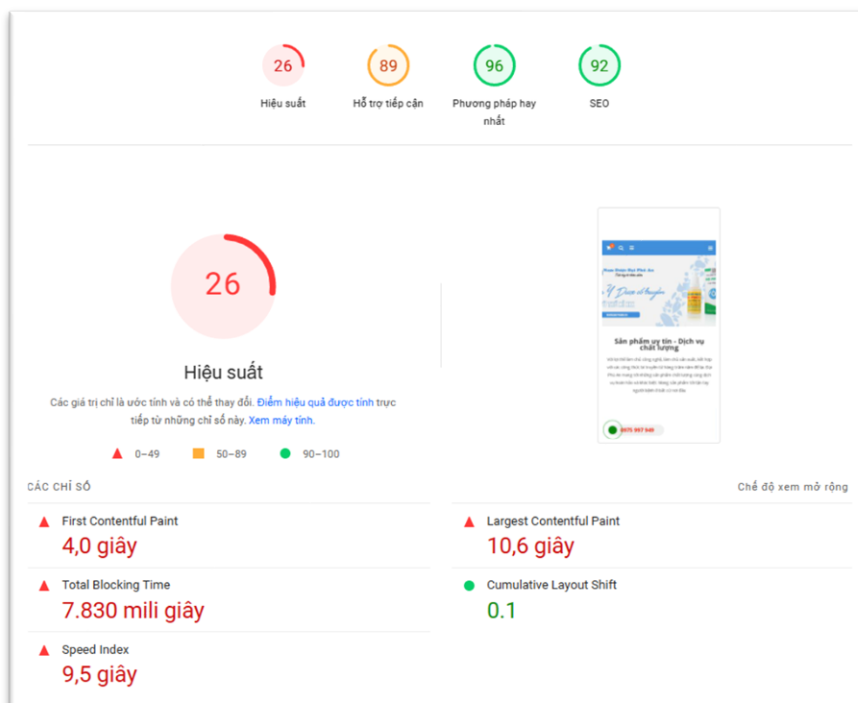 26
89
96
92
Hiệu suất
Hỗ trợ tiếp cận
Phương pháp hay
nhất
SEO
26
Hiệu suất
Các giá trị chỉ là ước tính và có thể thay đổi. Điểm hiệu quả được tính trực
tiếp từ những chỉ số này. Xem máy tính.
0–49
50–89
90–100
Sản phẩm uy tín - Dịch vụ
chất lượng
CÁC CHỈ SỐ
Chế độ xem mở rộng
First Contentful Paint
4,0 giây
Largest Contentful Paint
10,6 giây
Total Blocking Time
7.830 mili giây
Cumulative Layout Shift
0.1
Speed Index
9,5 giây